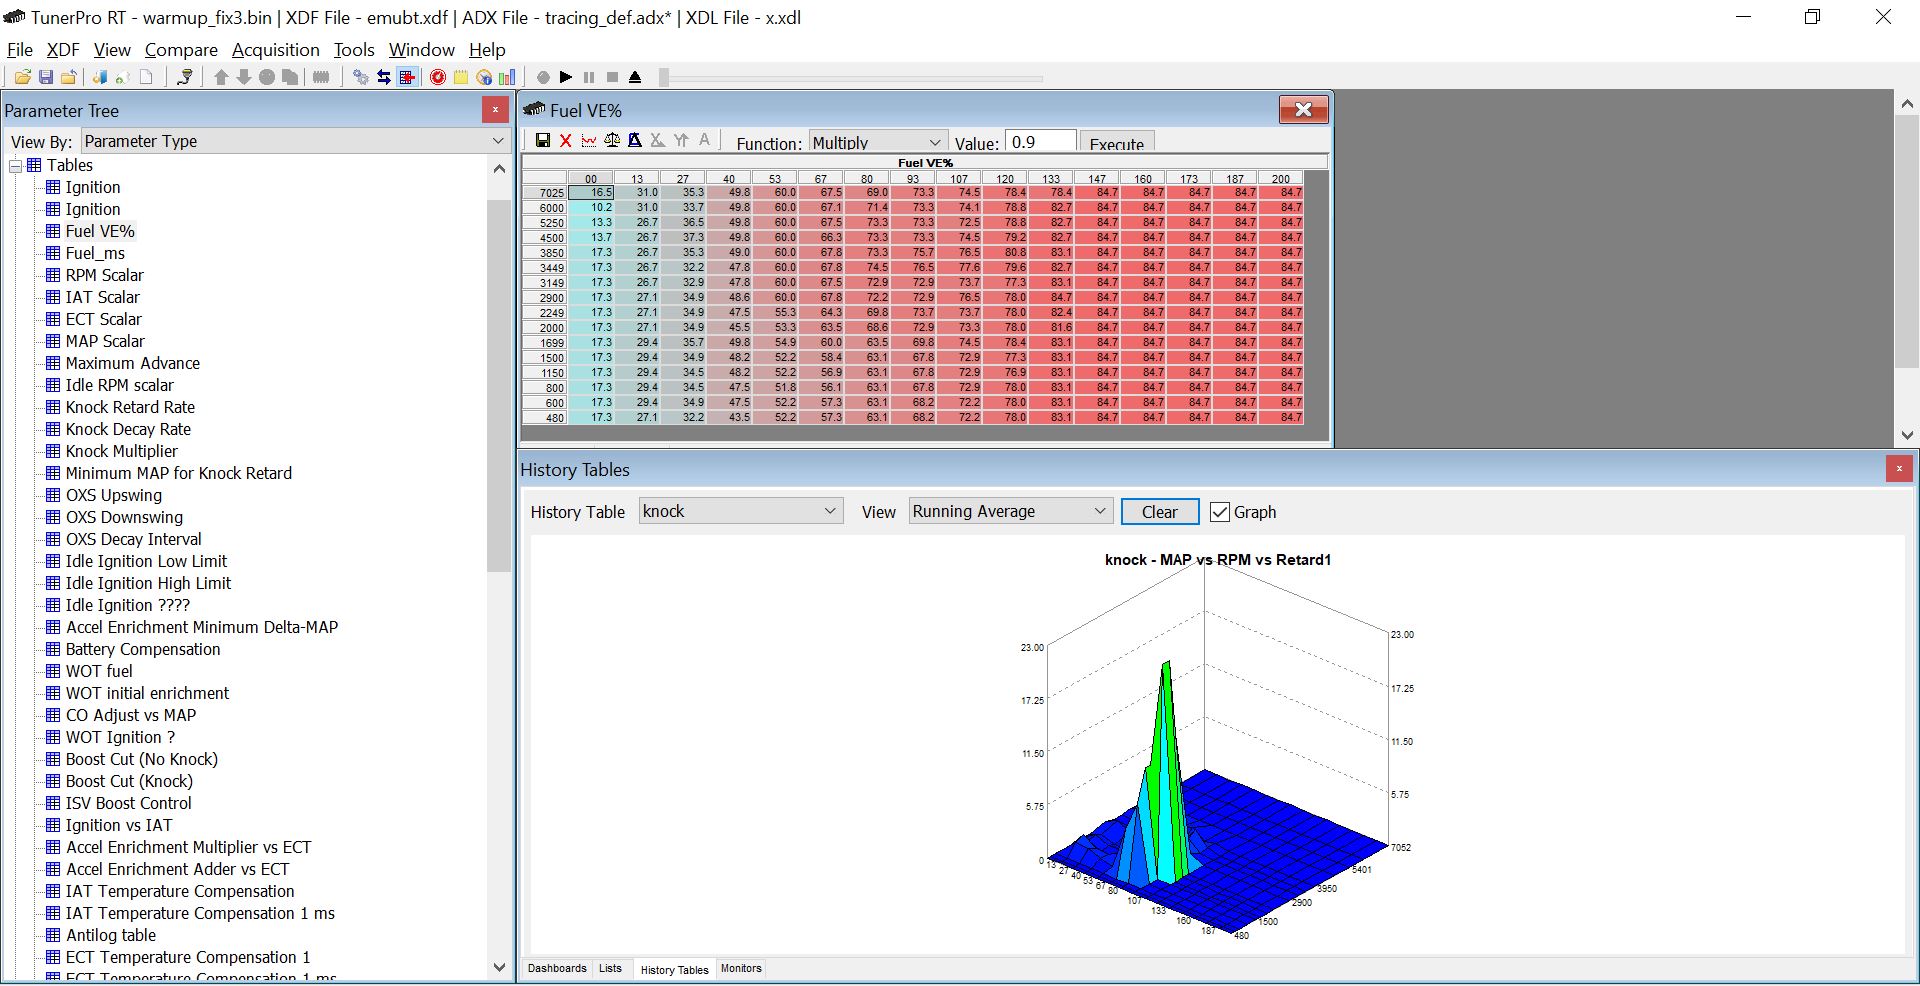 TunerPro RT - warmup_fix3.bin | XDF File - emubt.xdf | ADX File - tracing_def.adx* | XDL File - x.xdl
File XDF View Compare Acquisition Tools Window Help
Parameter Tree
View By: Parameter Type
Tables
Ignition
Ignition
Fuel VE%
Fuel_ms
RPM Scalar
IAT Scalar
ECT Scalar
MAP Scalar
Maximum Advance
Idle RPM scalar
Knock Retard Rate
Knock Decay Rate
Knock Multiplier
Minimum MAP for Knock Retard
OXS Upswing
OXS Downswing
OXS Decay Interval
Idle Ignition Low Limit
Idle Ignition High Limit
Idle Ignition ????
Accel Enrichment Minimum Delta-MAP
Battery Compensation
WOT fuel
WOT initial enrichment
CO Adjust vs MAP
WOT Ignition ?
Boost Cut (No Knock)
Boost Cut (Knock)
ISV Boost Control
Ignition vs IAT
Accel Enrichment Multiplier vs ECT
Accel Enrichment Adder vs ECT
IAT Temperature Compensation
IAT Temperature Compensation 1 ms
Antilog table
ECT Temperature Compensation 1
ECT Temperature Compensation 1 ms
Fuel VE%
Function: Multiply Value: 0.9 Execute
Fuel VE%
00 13 27 40 53 67 80 93 107 120 133 147 160 173 187 200
7025 16.5 31.0 35.3 49.8 60.0 67.5 69.0 73.3 74.5 78.4 78.4 84.7 84.7 84.7 84.7 84.7
6000 10.2 31.0 33.7 49.8 60.0 67.1 71.4 73.3 74.1 78.8 82.7 84.7 84.7 84.7 84.7 84.7
5250 13.3 26.7 36.5 49.8 60.0 67.5 73.3 73.3 72.5 78.8 82.7 84.7 84.7 84.7 84.7 84.7
4500 13.7 26.7 37.3 49.8 60.0 66.3 73.3 73.3 74.5 79.2 82.7 84.7 84.7 84.7 84.7 84.7
3850 17.3 26.7 35.3 49.0 60.0 67.8 73.3 75.7 76.5 80.8 83.1 84.7 84.7 84.7 84.7 84.7
3449 17.3 26.7 32.2 47.8 60.0 67.8 74.5 76.5 77.6 79.6 82.7 84.7 84.7 84.7 84.7 84.7
3149 17.3 26.7 32.9 47.8 60.0 67.5 72.9 72.9 73.7 77.3 83.1 84.7 84.7 84.7 84.7 84.7
2900 17.3 27.1 34.9 48.6 60.0 67.8 72.2 72.9 76.5 78.0 84.7 84.7 84.7 84.7 84.7 84.7
2249 17.3 27.1 34.9 47.5 55.3 64.3 69.8 73.7 73.7 78.0 82.4 84.7 84.7 84.7 84.7 84.7
2000 17.3 27.1 34.9 45.5 53.3 63.5 68.6 72.9 73.3 78.0 81.6 84.7 84.7 84.7 84.7 84.7
1699 17.3 29.4 35.7 49.8 54.9 60.0 63.5 69.8 74.5 78.4 83.1 84.7 84.7 84.7 84.7 84.7
1500 17.3 29.4 34.9 48.2 52.2 58.4 63.1 67.8 72.9 77.3 83.1 84.7 84.7 84.7 84.7 84.7
1150 17.3 29.4 34.5 48.2 52.2 56.9 63.1 67.8 72.9 76.9 83.1 84.7 84.7 84.7 84.7 84.7
800 17.3 29.4 34.5 47.5 51.8 56.1 63.1 67.8 72.9 78.0 83.1 84.7 84.7 84.7 84.7 84.7
600 17.3 29.4 34.9 47.5 52.2 57.3 63.1 68.2 72.2 78.0 83.1 84.7 84.7 84.7 84.7 84.7
480 17.3 27.1 32.2 43.5 52.2 57.3 63.1 68.2 72.2 78.0 83.1 84.7 84.7 84.7 84.7 84.7
History Tables
History Table knock View Running Average Clear Graph
knock - MAP vs RPM vs Retard1
23.00
17.25
11.50
5.75
0
23.00
17.25
11.50
5.75
13 27 40 53 67 80 107 133 160 187
480 1500 2900 3950 5401 7052
Dashboards Lists History Tables Monitors